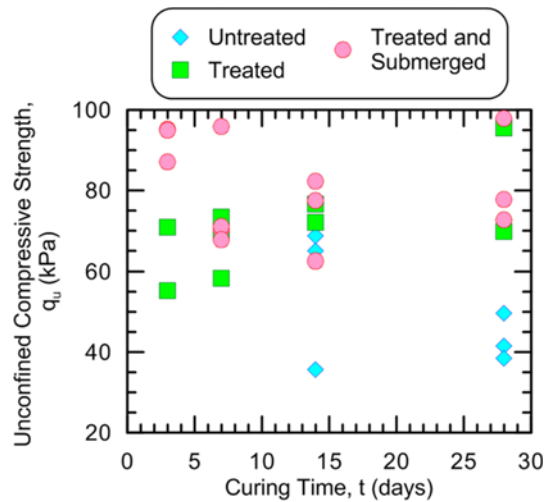 Untreated
Treated
Treated and
Submerged
Unconfined Compressive Strength,
qu (kPa)
100
80
60
40
20
0 5 10 15 20 25 30
Curing Time, t (days)